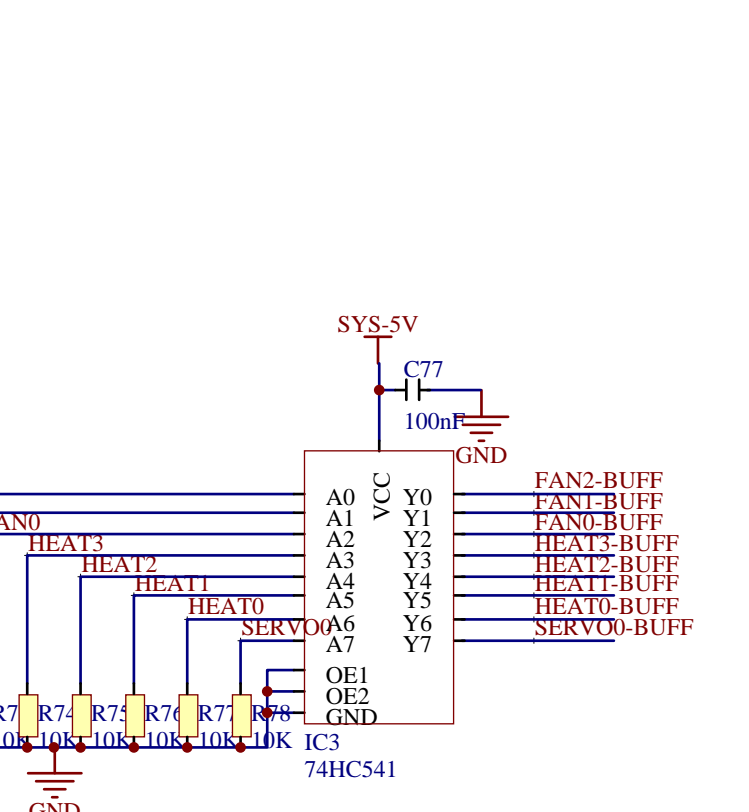 SYS-5V
C77
100nF
GND
VCC
A0 Y0 FAN2-BUFF
A1 Y1 FAN1-BUFF
AN0 A2 Y2 FAN0-BUFF
HEAT3 A3 Y3 HEAT3-BUFF
HEAT2 A4 Y4 HEAT2-BUFF
HEAT1 A5 Y5 HEAT1-BUFF
HEAT0 A6 Y6 HEAT0-BUFF
SERVO0 A7 Y7 SERVO0-BUFF
OE1
OE2
GND
R7 R74 R75 R76 R77 R78
10K 10K 10K 10K 10K 10K
IC3
74HC541
GND